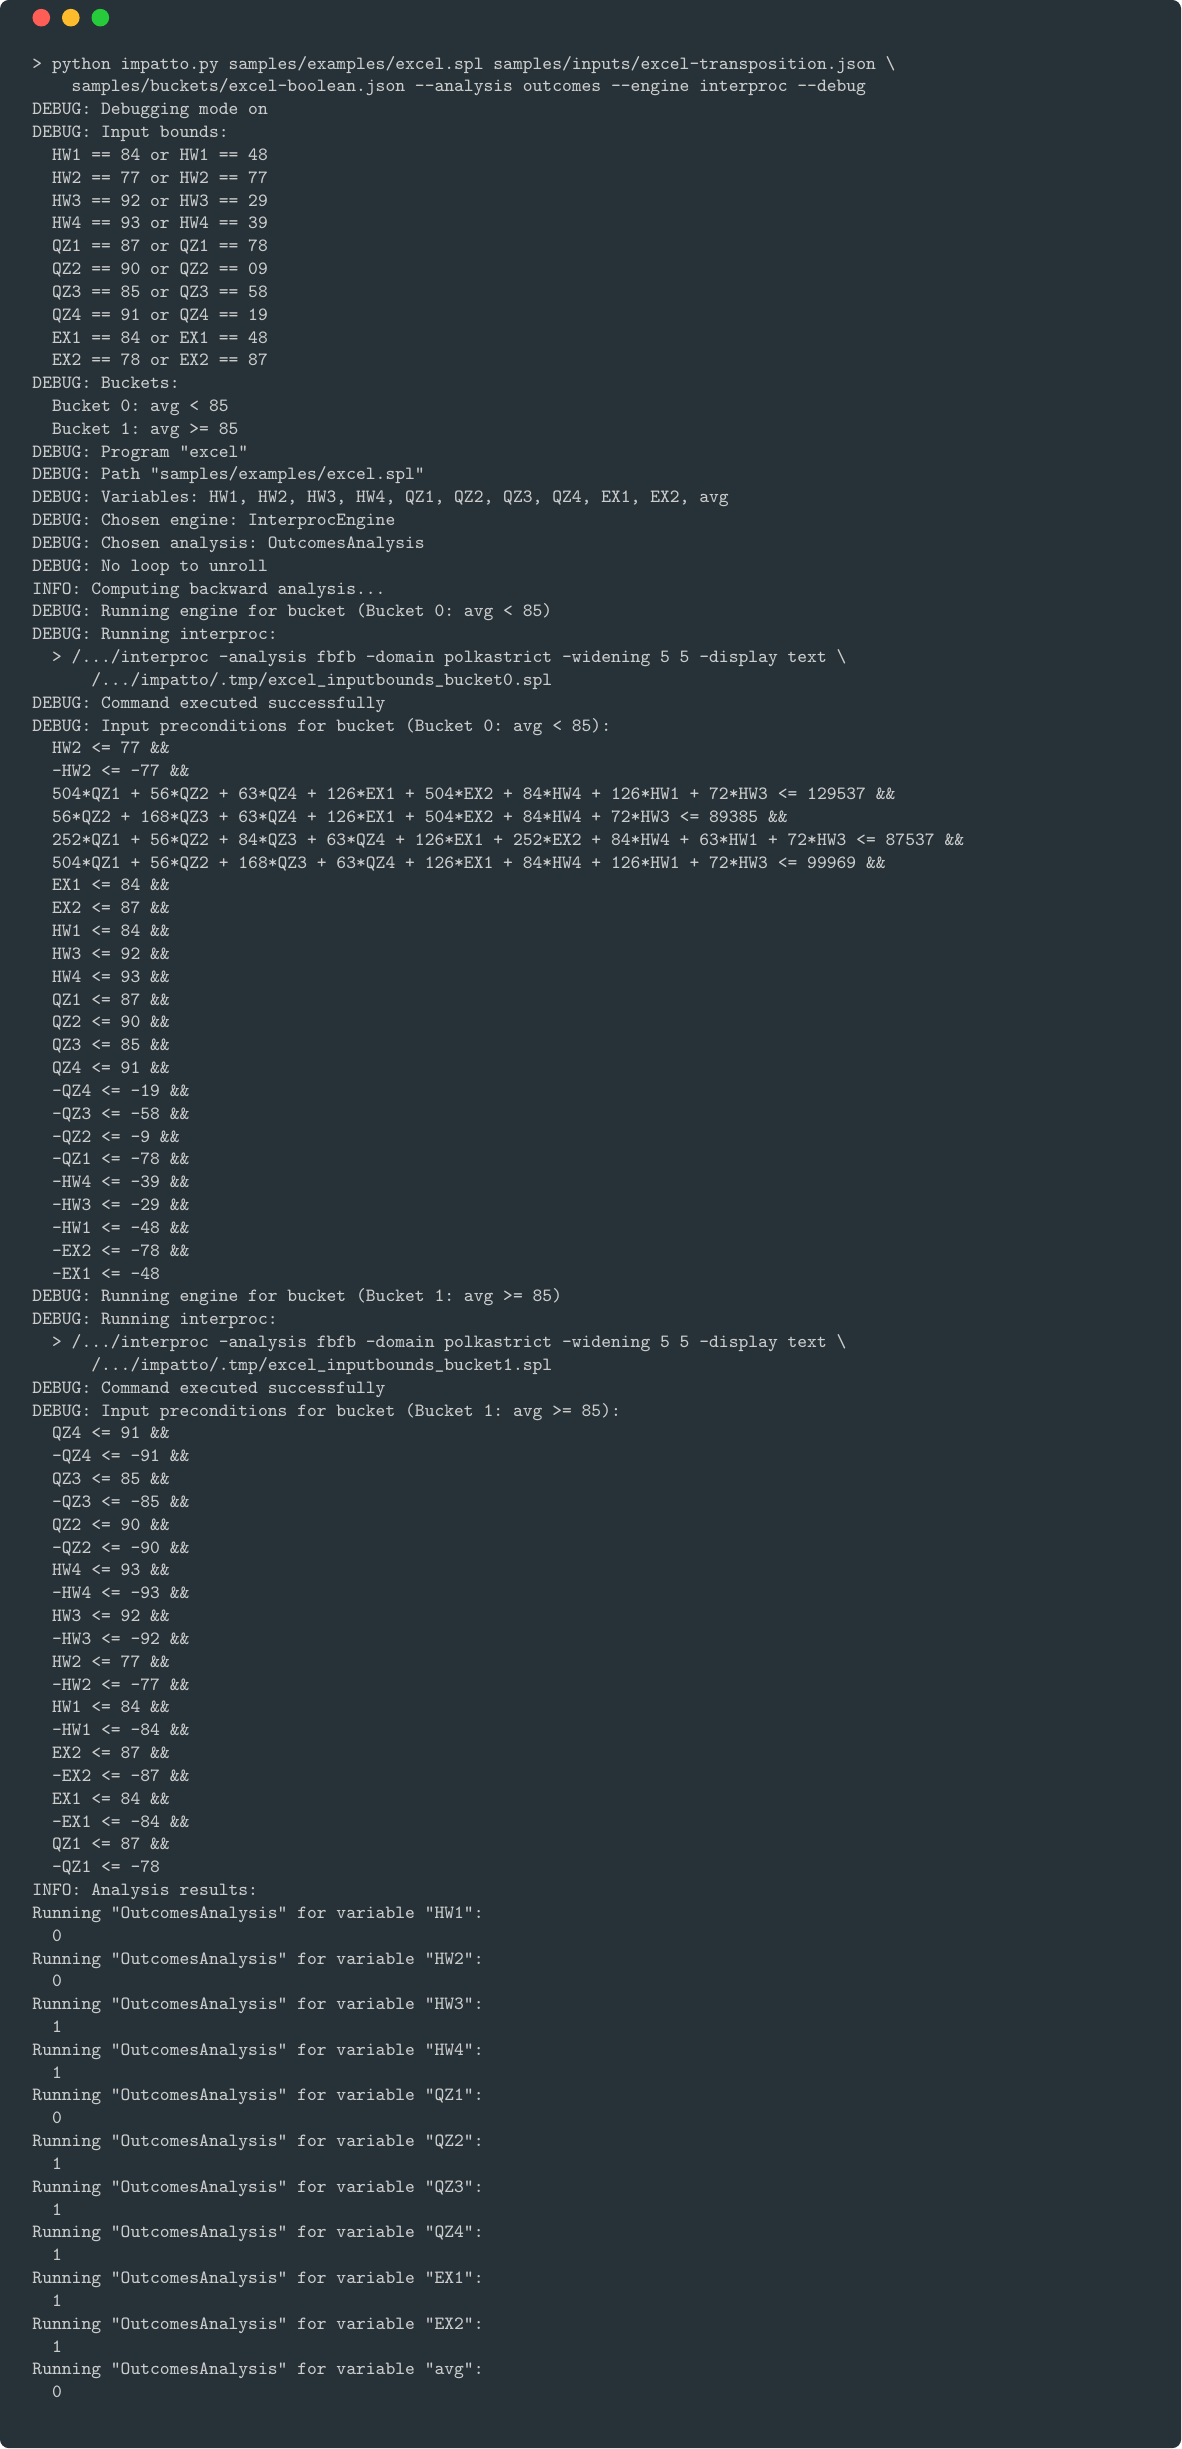 > python impatto.py samples/examples/excel.spl samples/inputs/excel-transposition.json \
    samples/buckets/excel-boolean.json --analysis outcomes --engine interproc --debug
DEBUG: Debugging mode on
DEBUG: Input bounds:
  HW1 == 84 or HW1 == 48
  HW2 == 77 or HW2 == 77
  HW3 == 92 or HW3 == 29
  HW4 == 93 or HW4 == 39
  QZ1 == 87 or QZ1 == 78
  QZ2 == 90 or QZ2 == 09
  QZ3 == 85 or QZ3 == 58
  QZ4 == 91 or QZ4 == 19
  EX1 == 84 or EX1 == 48
  EX2 == 78 or EX2 == 87
DEBUG: Buckets:
  Bucket 0: avg < 85
  Bucket 1: avg >= 85
DEBUG: Program "excel"
DEBUG: Path "samples/examples/excel.spl"
DEBUG: Variables: HW1, HW2, HW3, HW4, QZ1, QZ2, QZ3, QZ4, EX1, EX2, avg
DEBUG: Chosen engine: InterprocEngine
DEBUG: Chosen analysis: OutcomesAnalysis
DEBUG: No loop to unroll
INFO: Computing backward analysis...
DEBUG: Running engine for bucket (Bucket 0: avg < 85)
DEBUG: Running interproc:
  > /.../interproc -analysis fbfb -domain polkastrict -widening 5 5 -display text \
      /.../impatto/.tmp/excel_inputbounds_bucket0.spl
DEBUG: Command executed successfully
DEBUG: Input preconditions for bucket (Bucket 0: avg < 85):
  HW2 <= 77 &&
  -HW2 <= -77 &&
  504*QZ1 + 56*QZ2 + 63*QZ4 + 126*EX1 + 504*EX2 + 84*HW4 + 126*HW1 + 72*HW3 <= 129537 &&
  56*QZ2 + 168*QZ3 + 63*QZ4 + 126*EX1 + 504*EX2 + 84*HW4 + 72*HW3 <= 89385 &&
  252*QZ1 + 56*QZ2 + 84*QZ3 + 63*QZ4 + 126*EX1 + 252*EX2 + 84*HW4 + 63*HW1 + 72*HW3 <= 87537 &&
  504*QZ1 + 56*QZ2 + 168*QZ3 + 63*QZ4 + 126*EX1 + 84*HW4 + 126*HW1 + 72*HW3 <= 99969 &&
  EX1 <= 84 &&
  EX2 <= 87 &&
  HW1 <= 84 &&
  HW3 <= 92 &&
  HW4 <= 93 &&
  QZ1 <= 87 &&
  QZ2 <= 90 &&
  QZ3 <= 85 &&
  QZ4 <= 91 &&
  -QZ4 <= -19 &&
  -QZ3 <= -58 &&
  -QZ2 <= -9 &&
  -QZ1 <= -78 &&
  -HW4 <= -39 &&
  -HW3 <= -29 &&
  -HW1 <= -48 &&
  -EX2 <= -78 &&
  -EX1 <= -48
DEBUG: Running engine for bucket (Bucket 1: avg >= 85)
DEBUG: Running interproc:
  > /.../interproc -analysis fbfb -domain polkastrict -widening 5 5 -display text \
      /.../impatto/.tmp/excel_inputbounds_bucket1.spl
DEBUG: Command executed successfully
DEBUG: Input preconditions for bucket (Bucket 1: avg >= 85):
  QZ4 <= 91 &&
  -QZ4 <= -91 &&
  QZ3 <= 85 &&
  -QZ3 <= -85 &&
  QZ2 <= 90 &&
  -QZ2 <= -90 &&
  HW4 <= 93 &&
  -HW4 <= -93 &&
  HW3 <= 92 &&
  -HW3 <= -92 &&
  HW2 <= 77 &&
  -HW2 <= -77 &&
  HW1 <= 84 &&
  -HW1 <= -84 &&
  EX2 <= 87 &&
  -EX2 <= -87 &&
  EX1 <= 84 &&
  -EX1 <= -84 &&
  QZ1 <= 87 &&
  -QZ1 <= -78
INFO: Analysis results:
Running "OutcomesAnalysis" for variable "HW1":
  0
Running "OutcomesAnalysis" for variable "HW2":
  0
Running "OutcomesAnalysis" for variable "HW3":
  1
Running "OutcomesAnalysis" for variable "HW4":
  1
Running "OutcomesAnalysis" for variable "QZ1":
  0
Running "OutcomesAnalysis" for variable "QZ2":
  1
Running "OutcomesAnalysis" for variable "QZ3":
  1
Running "OutcomesAnalysis" for variable "QZ4":
  1
Running "OutcomesAnalysis" for variable "EX1":
  1
Running "OutcomesAnalysis" for variable "EX2":
  1
Running "OutcomesAnalysis" for variable "avg":
  0